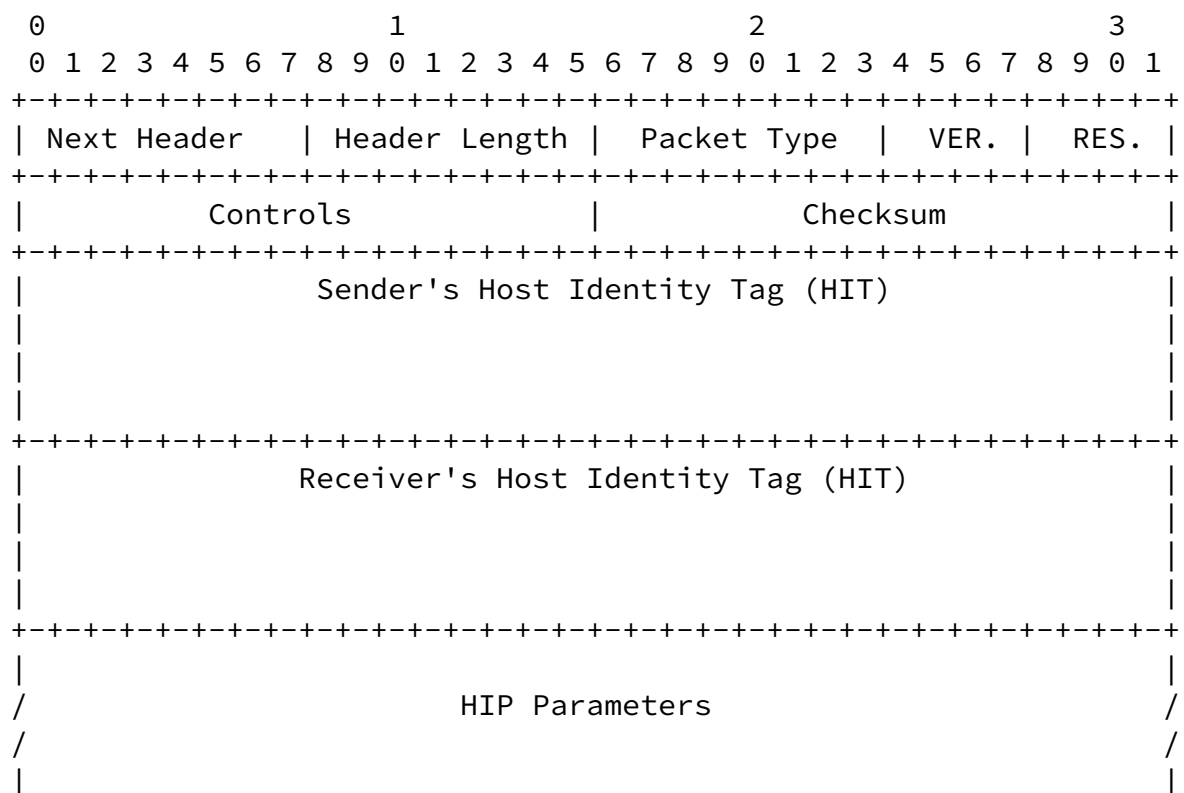 0                   1                   2                   3
0 1 2 3 4 5 6 7 8 9 0 1 2 3 4 5 6 7 8 9 0 1 2 3 4 5 6 7 8 9 0 1
+-+-+-+-+-+-+-+-+-+-+-+-+-+-+-+-+-+-+-+-+-+-+-+-+-+-+-+-+-+-+-+-+
| Next Header   | Header Length |  Packet Type  |  VER. |  RES. |
+-+-+-+-+-+-+-+-+-+-+-+-+-+-+-+-+-+-+-+-+-+-+-+-+-+-+-+-+-+-+-+-+
|          Controls             |           Checksum            |
+-+-+-+-+-+-+-+-+-+-+-+-+-+-+-+-+-+-+-+-+-+-+-+-+-+-+-+-+-+-+-+-+
|                Sender's Host Identity Tag (HIT)               |
|                                                               |
|                                                               |
|                                                               |
+-+-+-+-+-+-+-+-+-+-+-+-+-+-+-+-+-+-+-+-+-+-+-+-+-+-+-+-+-+-+-+-+
|               Receiver's Host Identity Tag (HIT)              |
|                                                               |
|                                                               |
|                                                               |
+-+-+-+-+-+-+-+-+-+-+-+-+-+-+-+-+-+-+-+-+-+-+-+-+-+-+-+-+-+-+-+-+
|                                                               |
/                        HIP Parameters                         /
/                                                               /
|                                                               |